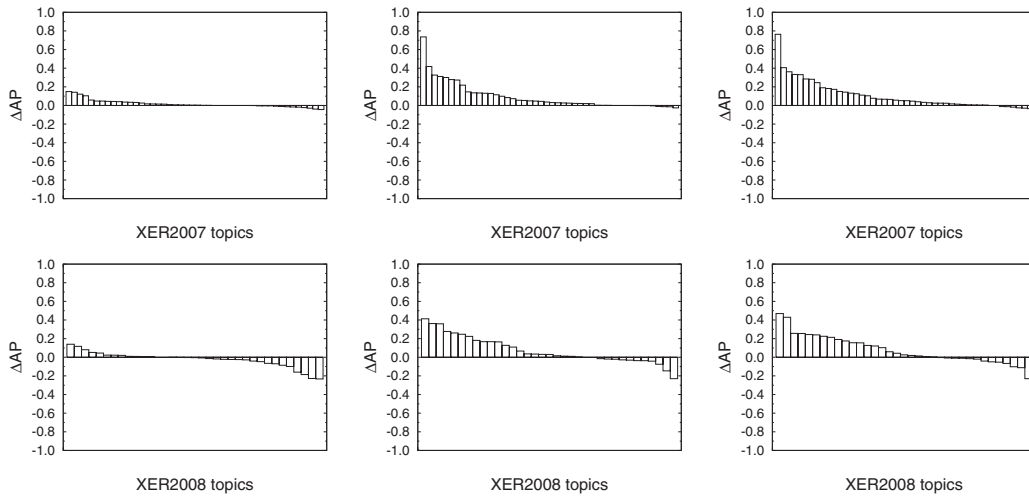 1.0 1.0 1.0
0.8 0.8 0.8
0.6 0.6 0.6
0.4 0.4 0.4
0.2 0.2 0.2
0.0 0.0 0.0
-0.2 -0.2 -0.2
-0.4 -0.4 -0.4
-0.6 -0.6 -0.6
-0.8 -0.8 -0.8
-1.0 -1.0 -1.0
ΔAP ΔAP ΔAP
XER2007 topics XER2007 topics XER2007 topics
1.0 1.0 1.0
0.8 0.8 0.8
0.6 0.6 0.6
0.4 0.4 0.4
0.2 0.2 0.2
0.0 0.0 0.0
-0.2 -0.2 -0.2
-0.4 -0.4 -0.4
-0.6 -0.6 -0.6
-0.8 -0.8 -0.8
-1.0 -1.0 -1.0
ΔAP ΔAP ΔAP
XER2008 topics XER2008 topics XER2008 topics